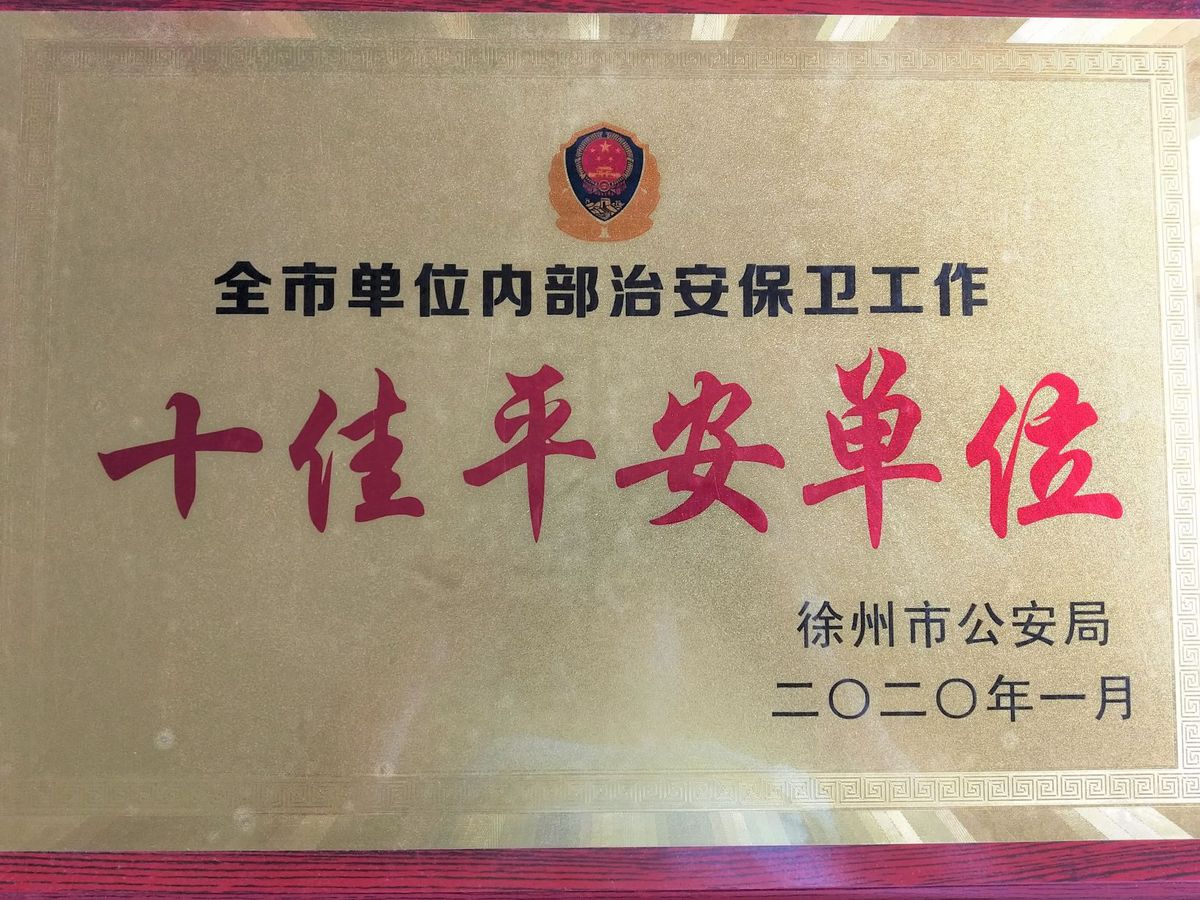 全市单位内部治安保卫工作
十佳平安单位
徐州市公安局
二〇二〇年一月